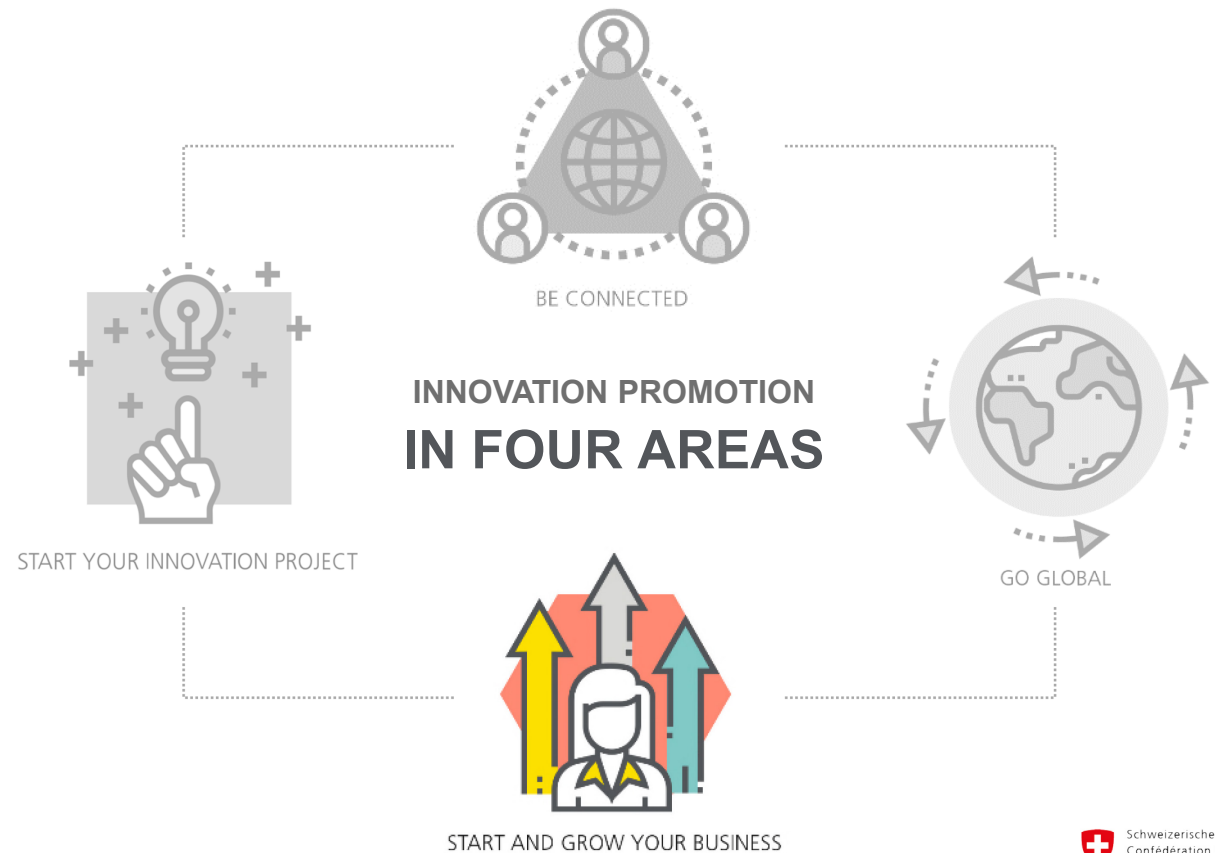 BE CONNECTED
INNOVATION PROMOTION
IN FOUR AREAS
START YOUR INNOVATION PROJECT
GO GLOBAL
START AND GROW YOUR BUSINESS
Schweizerische
Confédération